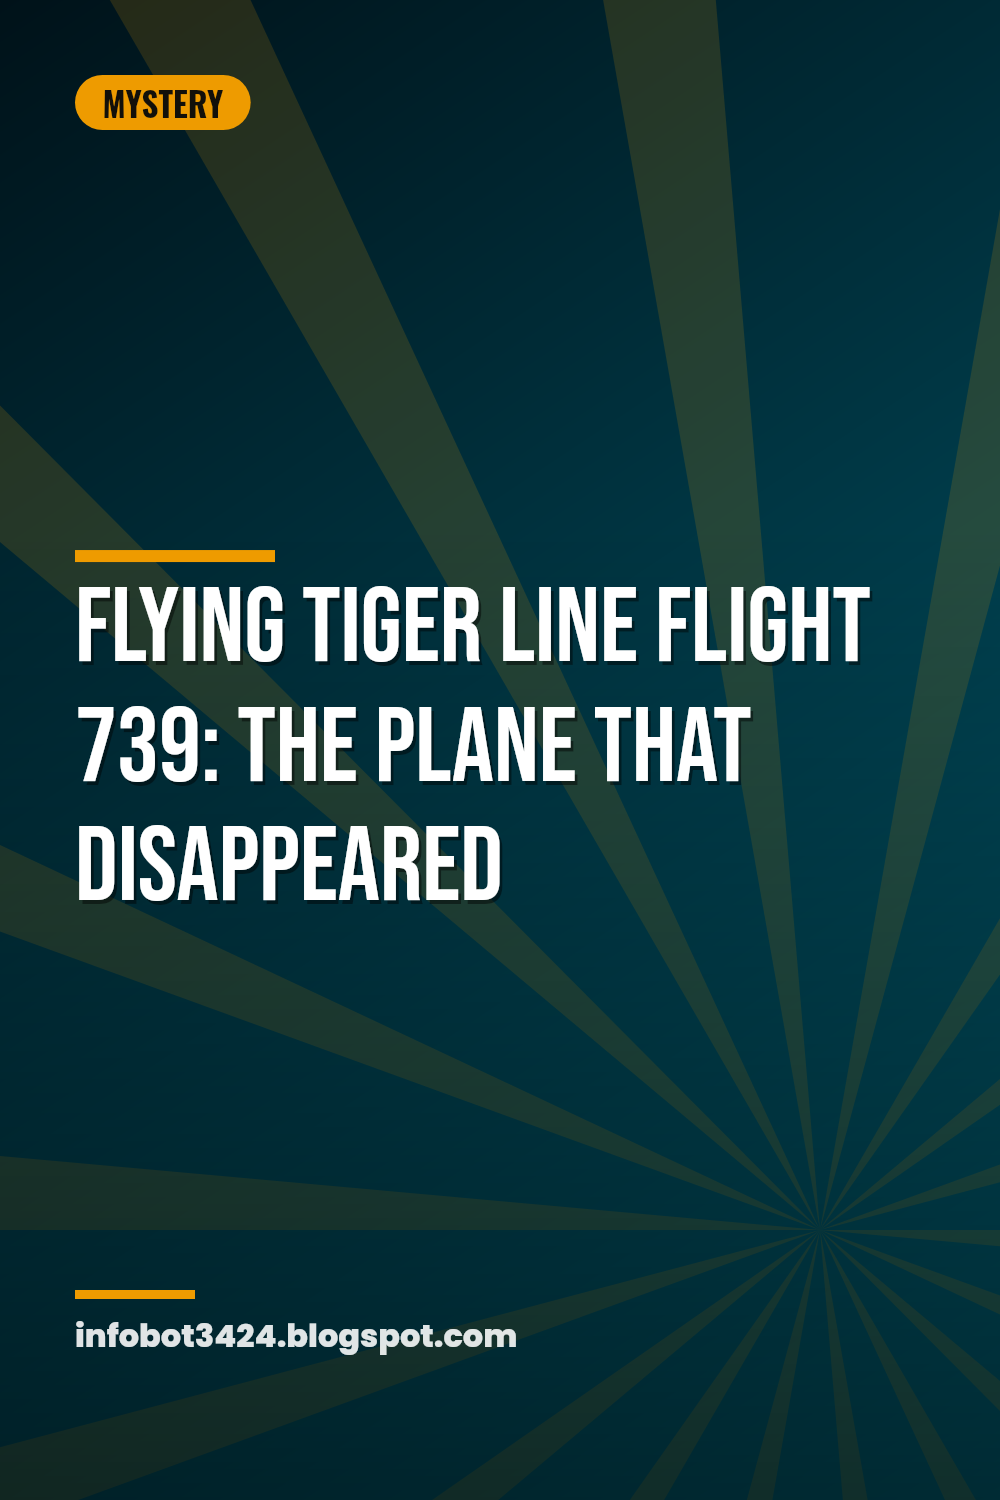 MYSTERY
FLYING TIGER LINE FLIGHT
739: THE PLANE THAT
DISAPPEARED
infobot3424.blogspot.com